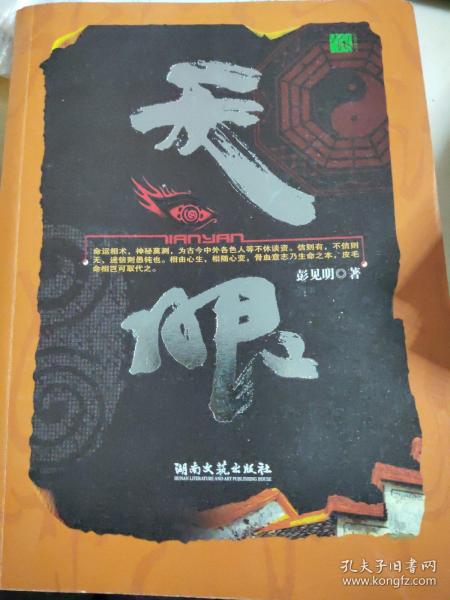 天
TIANYAN
命运相术，神秘莫测，为古今中外各色人等不休谈资。信则有，不信则
无，迷信则愚钝也。相由心生，相随心变，骨血意志乃生命之本，皮毛
命相岂可取代之。
彭见明◎著
眼
湖南文艺出版社
HUNAN LITERATURE AND ART PUBLISHING HOUSE
孔夫子旧书网
www.kongfz.com